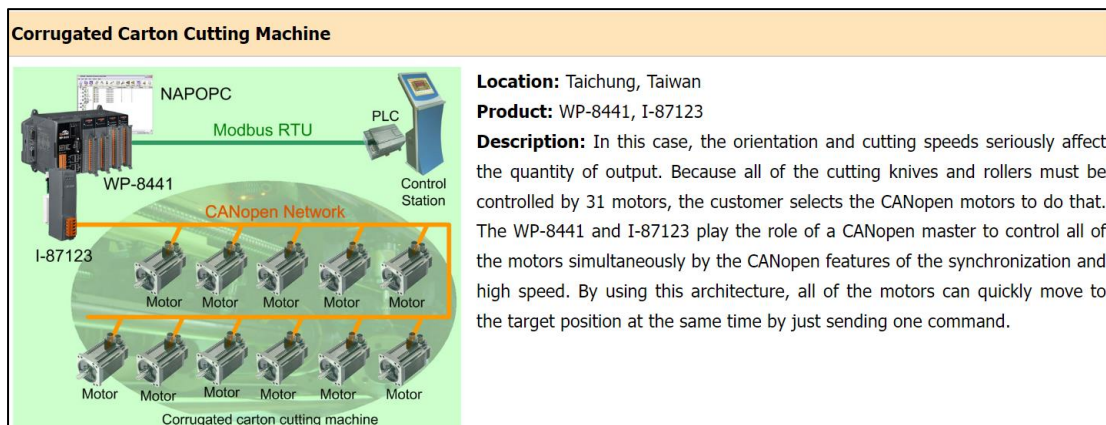 Corrugated Carton Cutting Machine
NAPOPC
Modbus RTU
PLC
WP-8441
Control
Station
CANopen Network
I-87123
Motor Motor Motor Motor Motor
Motor Motor Motor Motor Motor Motor
Corrugated carton cutting machine
Location: Taichung, Taiwan
Product: WP-8441, I-87123
Description: In this case, the orientation and cutting speeds seriously affect
the quantity of output. Because all of the cutting knives and rollers must be
controlled by 31 motors, the customer selects the CANopen motors to do that.
The WP-8441 and I-87123 play the role of a CANopen master to control all of
the motors simultaneously by the CANopen features of the synchronization and
high speed. By using this architecture, all of the motors can quickly move to
the target position at the same time by just sending one command.